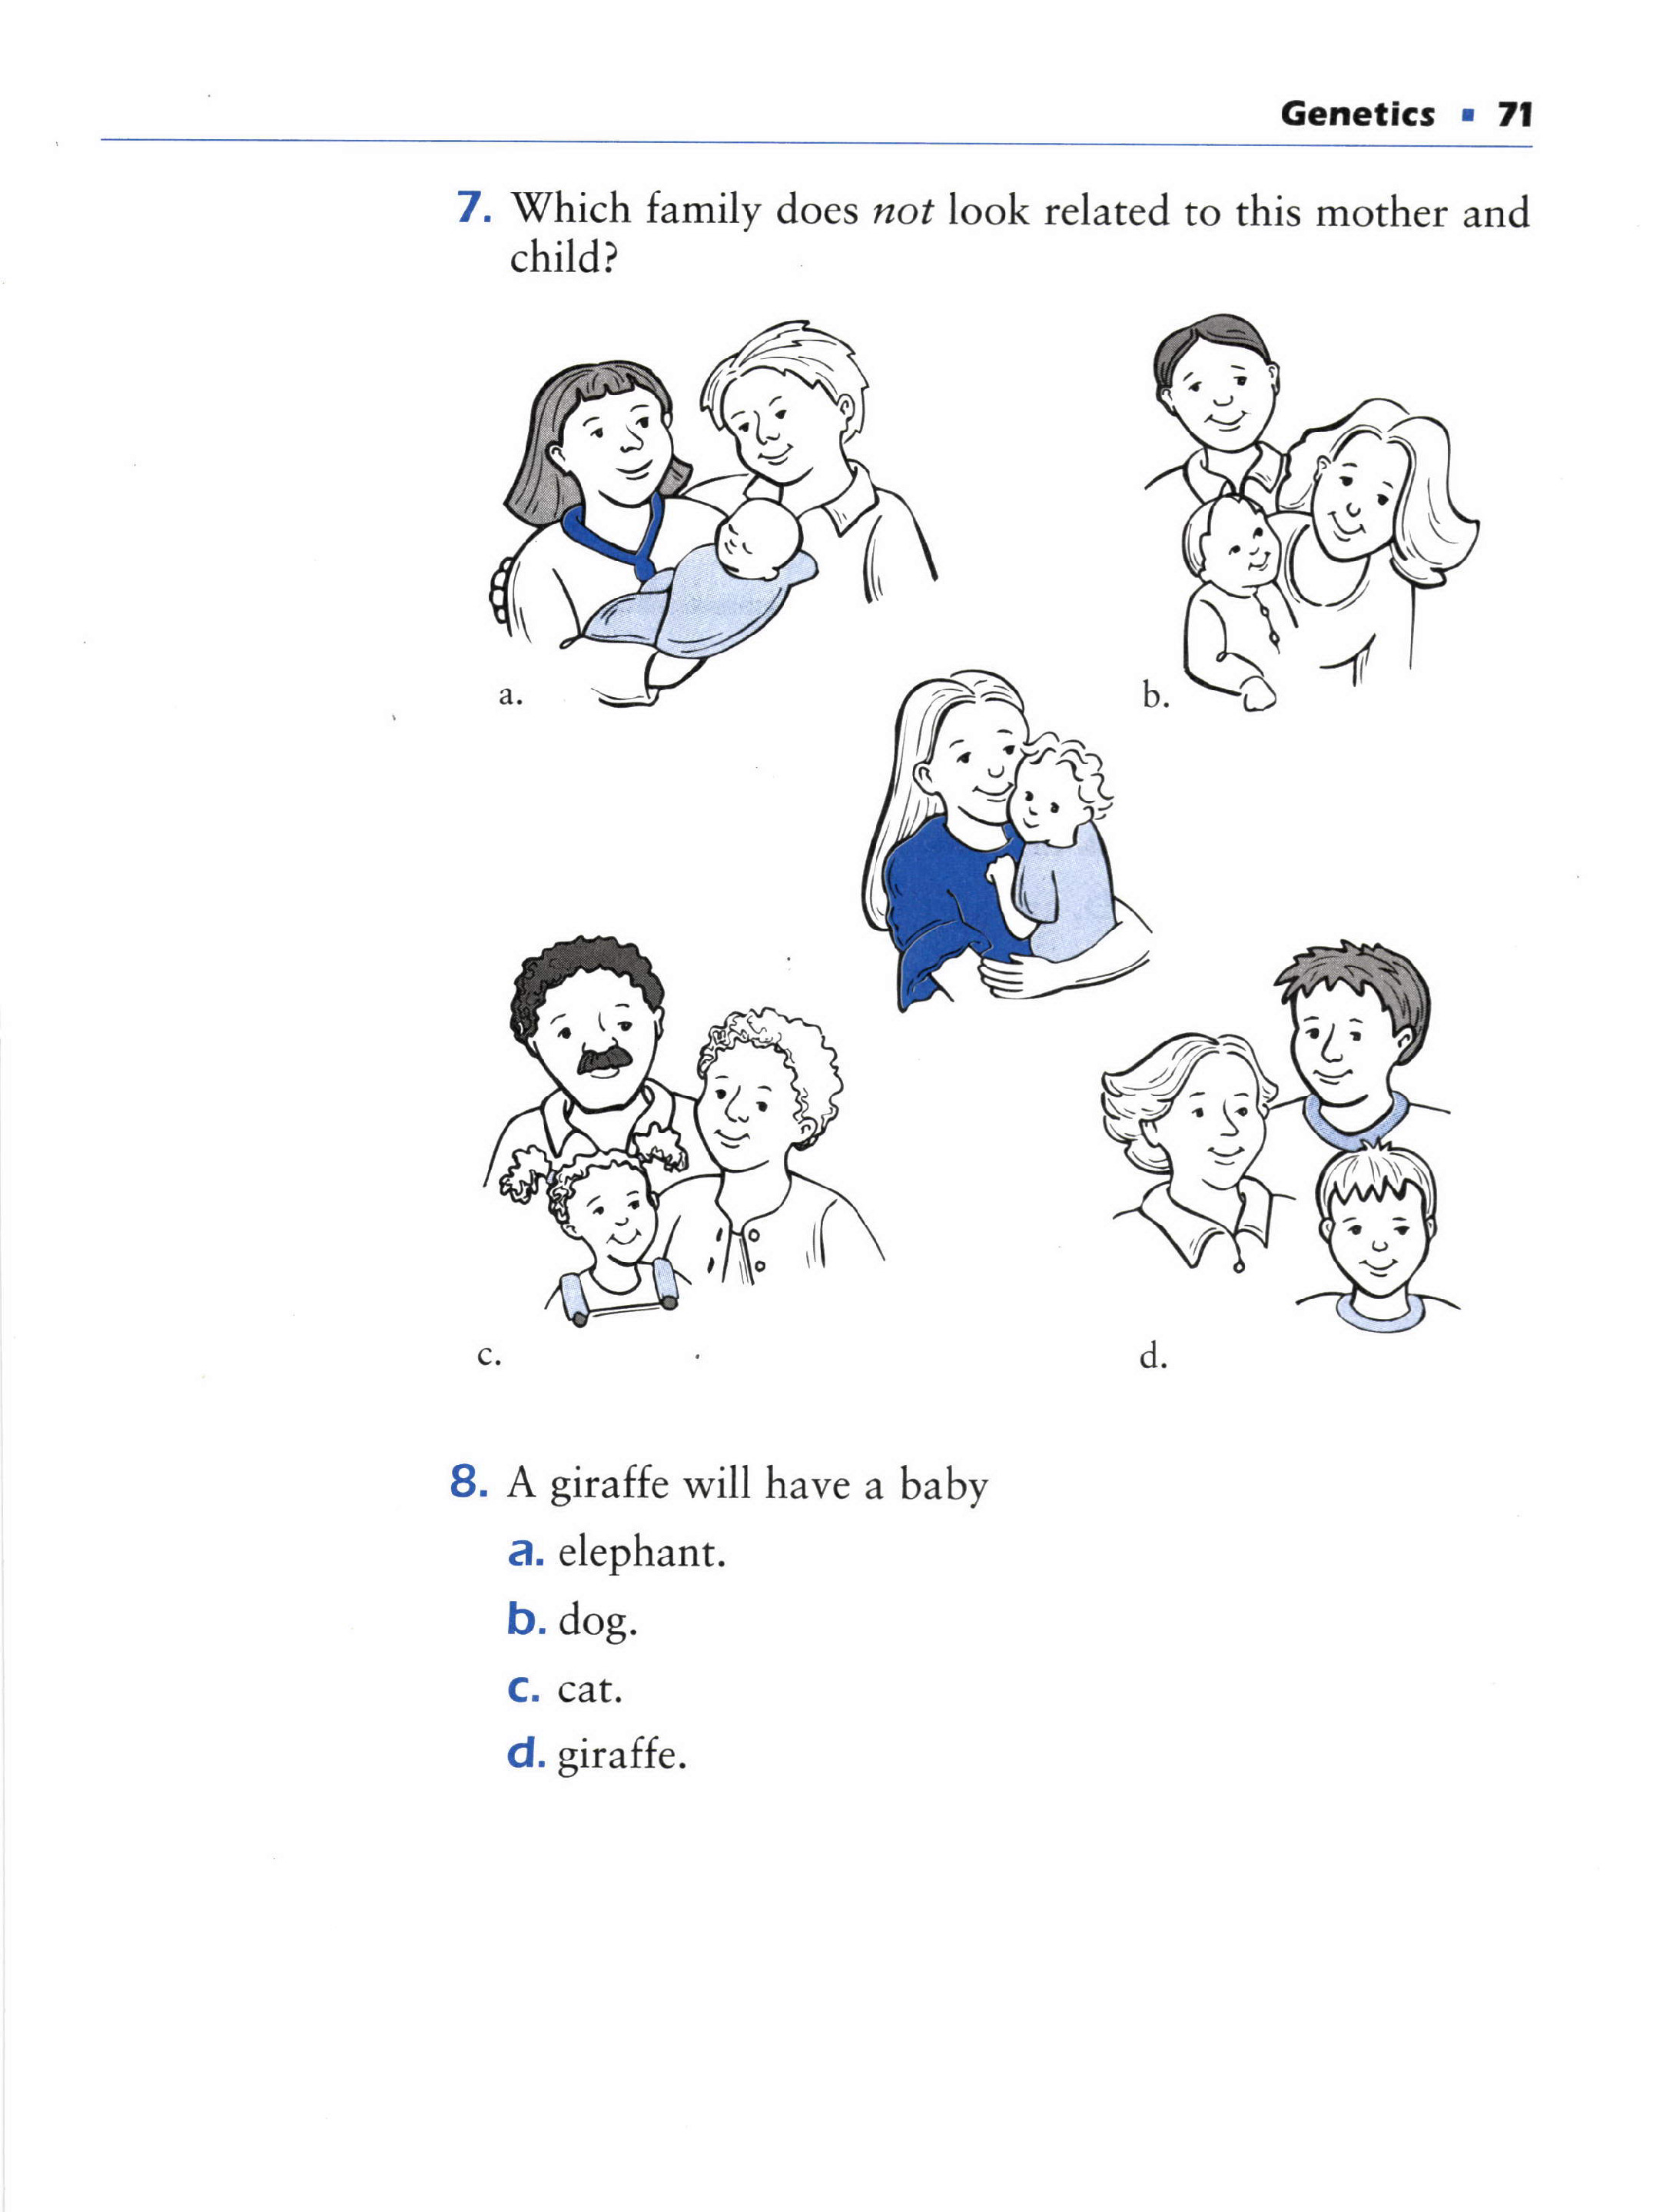 Genetics ▪ 71
7. Which family does not look related to this mother and
child?
a.
b.
c.
d.
8. A giraffe will have a baby
a. elephant.
b. dog.
c. cat.
d. giraffe.